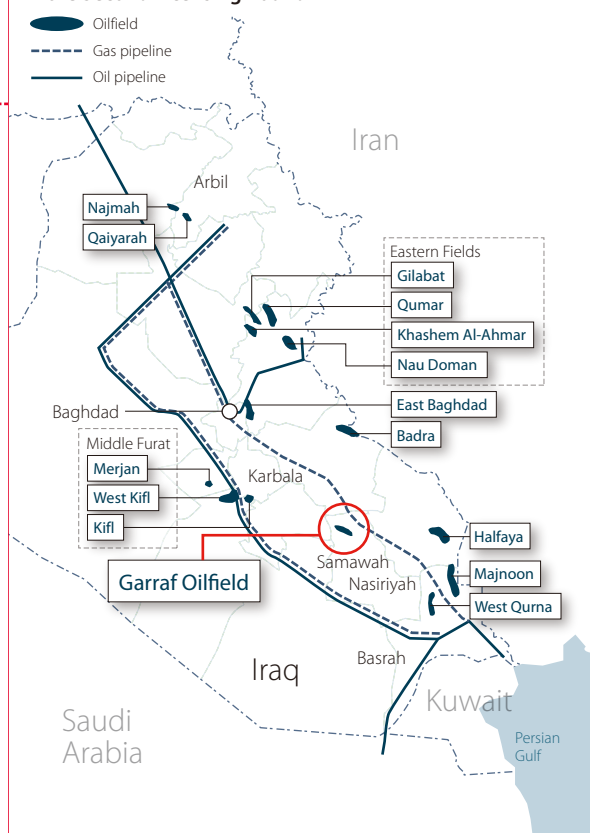 Oilfield
Gas pipeline
Oil pipeline
Iran
Arbil
Najmah
Qaiyarah
Eastern Fields
Gilabat
Qumar
Khashem Al-Ahmar
Nau Doman
East Baghdad
Baghdad
Badra
Middle Furat
Merjan
Karbala
West Kifl
Kifl
Halfaya
Samawah
Garraf Oilfield
Nasiriyah
Majnoon
West Qurna
Basrah
Iraq
Kuwait
Saudi
Arabia
Persian
Gulf